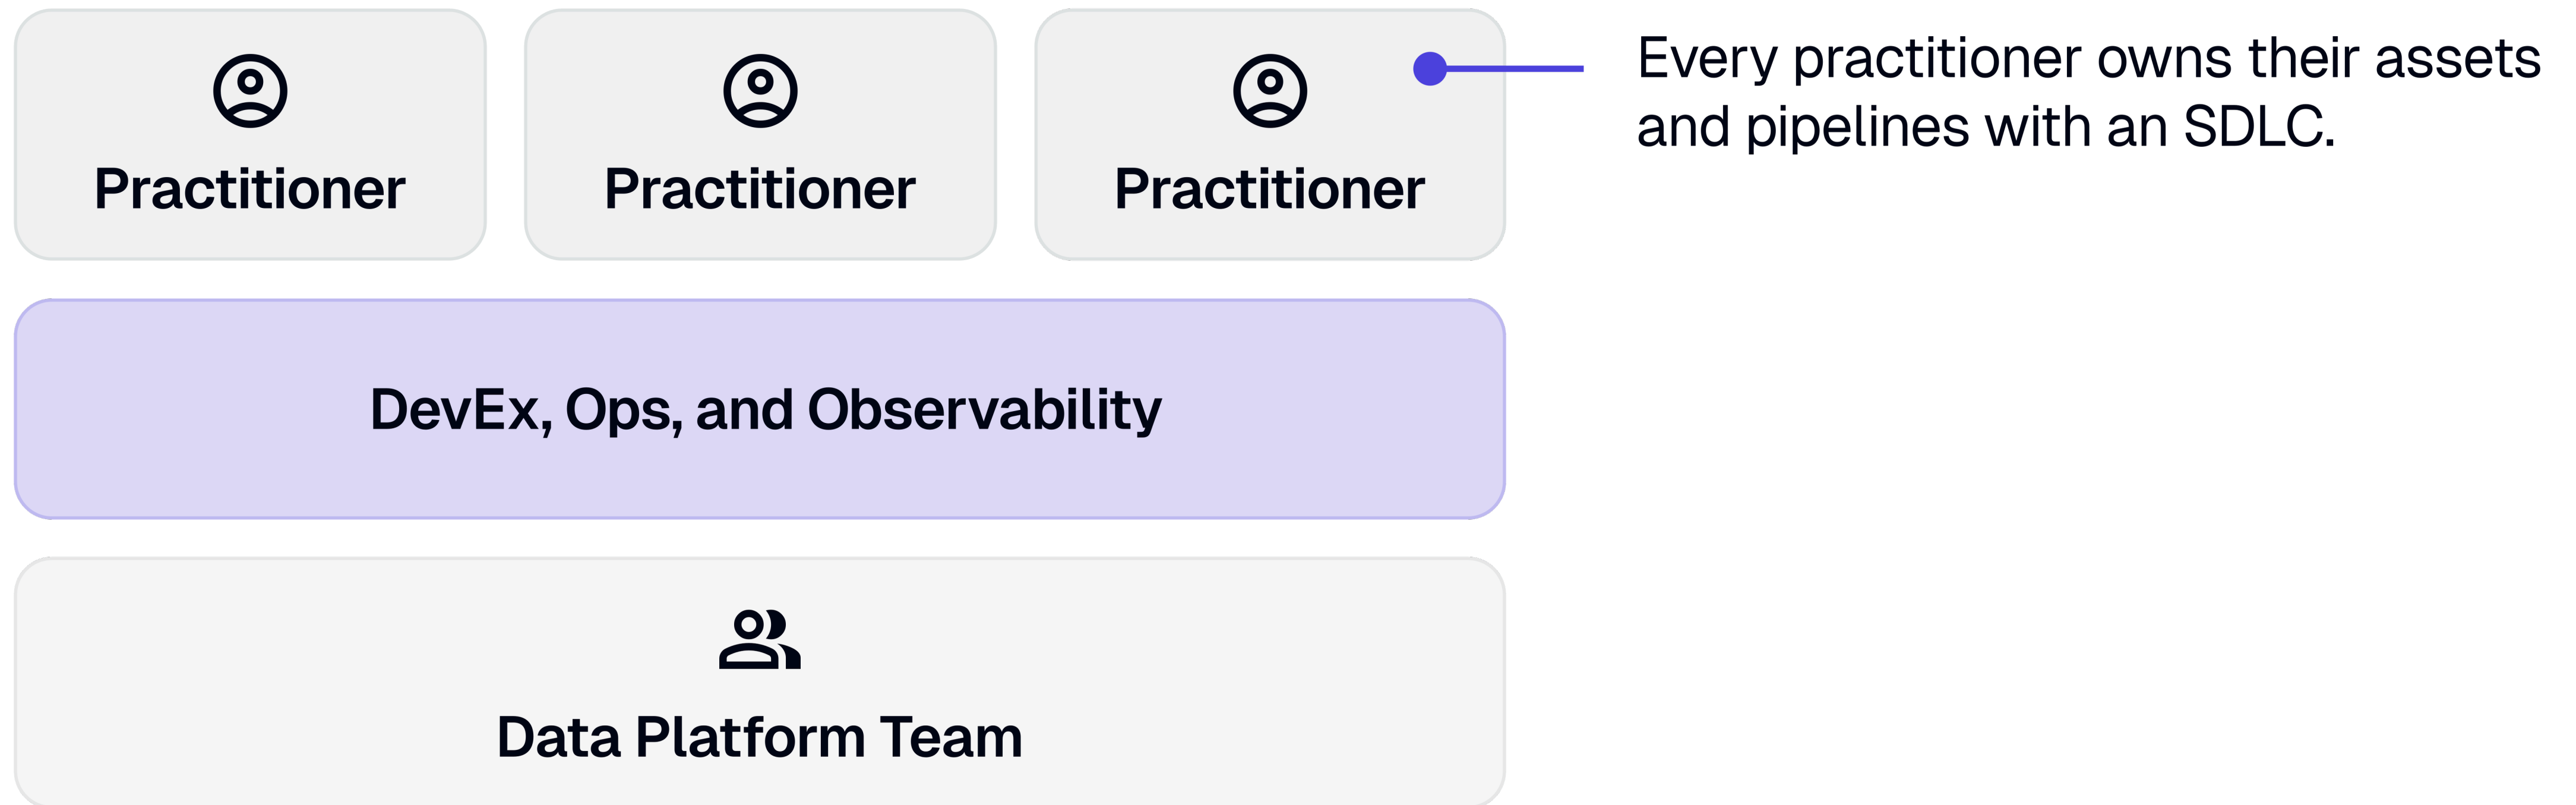 Practitioner
Practitioner
Practitioner
Every practitioner owns their assets
and pipelines with an SDLC.
DevEx, Ops, and Observability
Data Platform Team